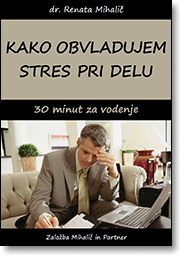 dr. Renata Mihalič
KAKO OBVLADUJEM
STRES PRI DELU
30 minut za vodenje
Založba Mihalič in Partner